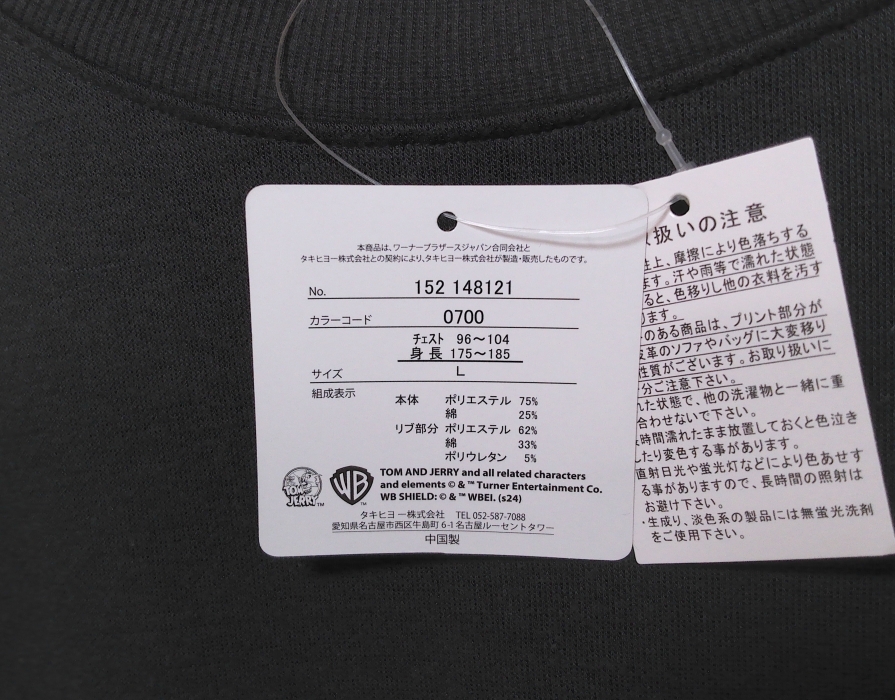 本商品は、ワーナーブラザースジャパン合同会社と
タキヒヨー株式会社との契約により、タキヒヨー株式会社が製造・販売したものです。
No. 152 148121
カラーコード 0700
チェスト 96～104
身長 175～185
サイズ L
組成表示
本体 ポリエステル 75%
綿 25%
リブ部分 ポリエステル 62%
綿 33%
ポリウレタン 5%
TOM AND JERRY
WB
TOM AND JERRY and all related characters
and elements © & ™ Turner Entertainment Co.
WB SHIELD: © & ™ WBEI. (s24)
タキヒヨー株式会社 TEL 052-587-7088
愛知県名古屋市西区牛島町6-1名古屋ルーセントタワー
中国製
扱いの注意
上、摩擦により色落ちする
ます。汗や雨等で濡れた状態
ると、色移りし他の衣料を汚す
ります。
のある商品は、プリント部分が
皮革のソファやバッグに大変移り
性質がございます。お取り扱いに
分ご注意下さい。
れた状態で、他の洗濯物と一緒に重
合わせないで下さい。
時間濡れたまま放置しておくと色泣き
したり変色する事があります。
直射日光や蛍光灯などにより色あせす
る事がありますので、長時間の照射は
お避け下さい。
・生成り、淡色系の製品には無蛍光洗剤
をご使用下さい。